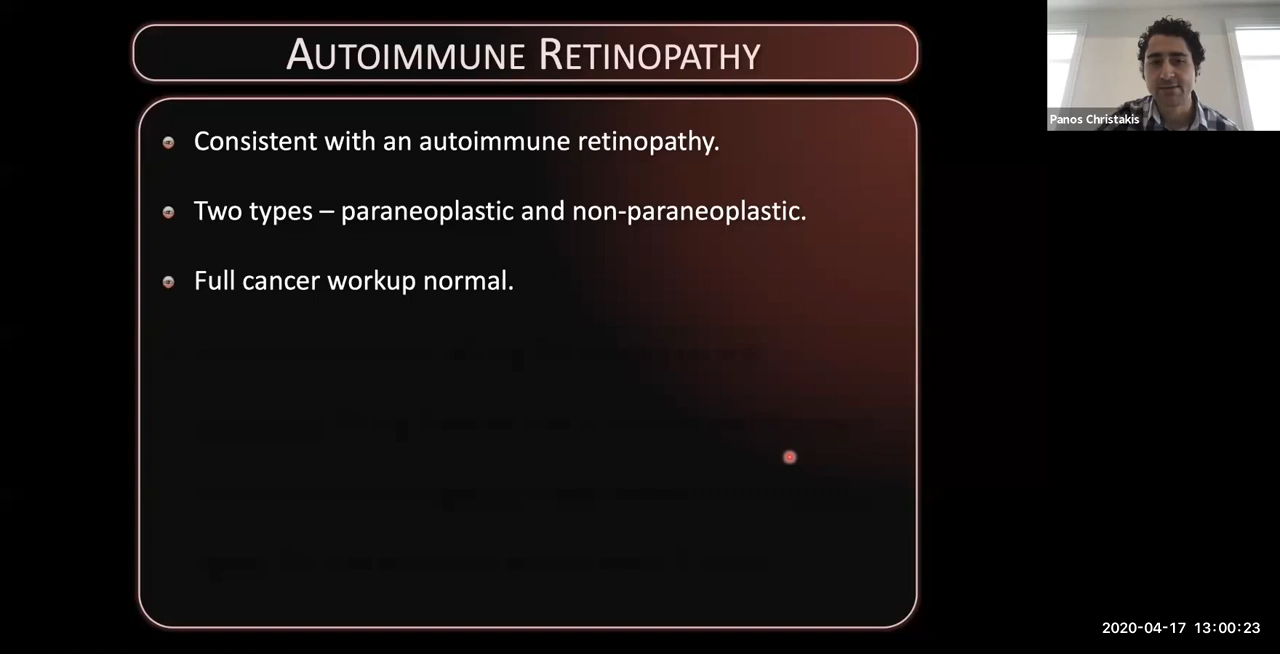 AUTOIMMUNE RETINOPATHY
Consistent with an autoimmune retinopathy.
Two types – paraneoplastic and non-paraneoplastic.
Full cancer workup normal.
Panos Christakis
2020-04-17 13:00:23